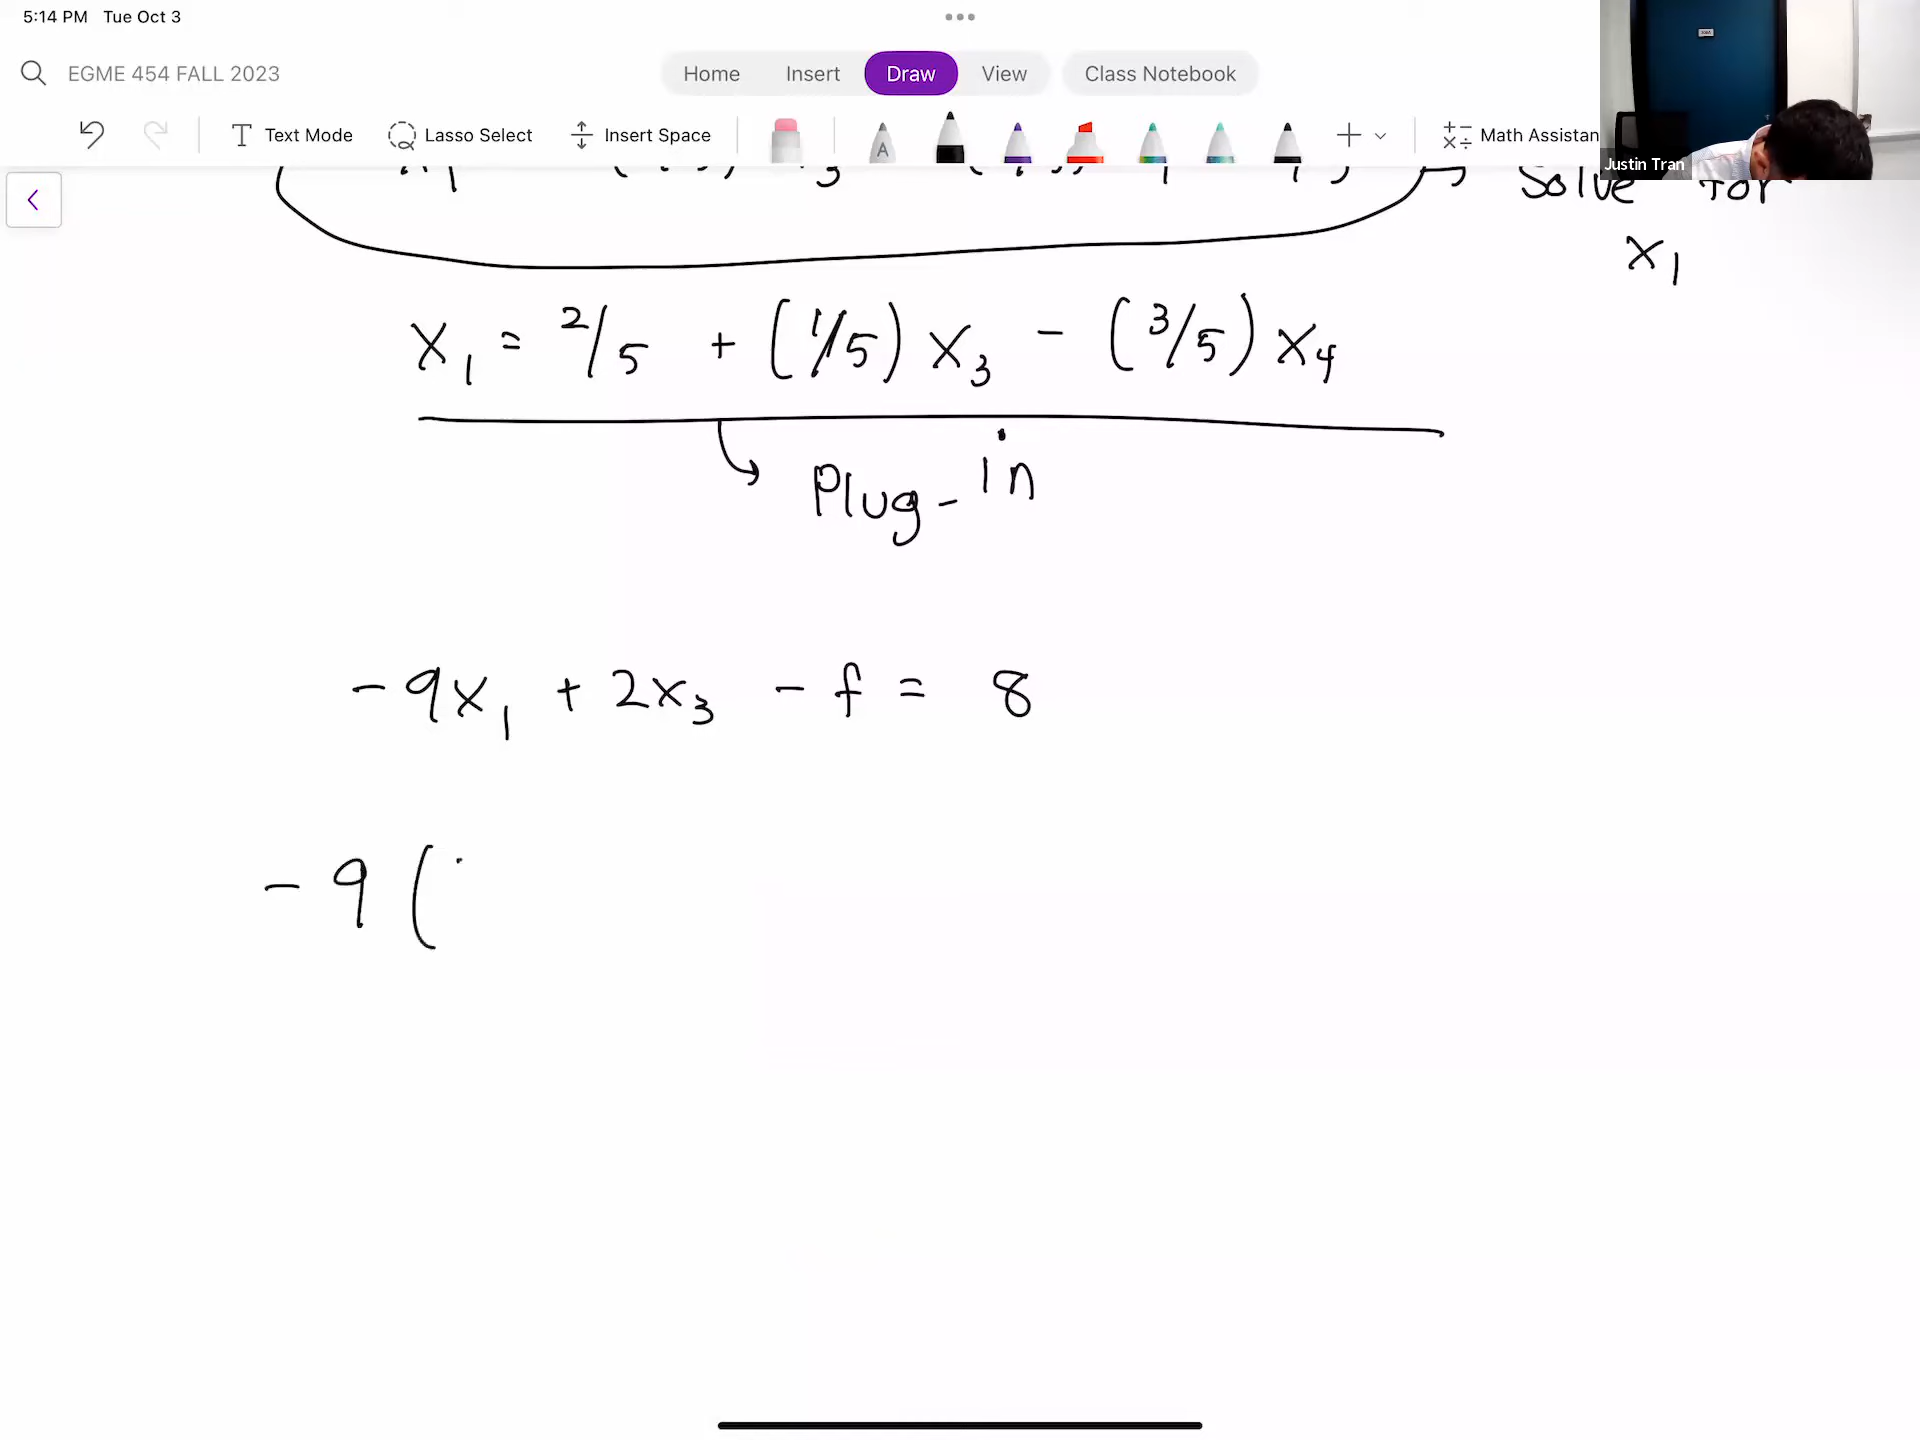 5:14 PM Tue Oct 3
EGME 454 FALL 2023
Home Insert Draw View Class Notebook
Text Mode Lasso Select Insert Space A Math Assistan
Justin Tran
Solve for
x₁
x₁ = 2/5 + (1/5) x₃ - (3/5) x₄
Plug-in
-9x₁ + 2x₃ - f = 8
-9 (